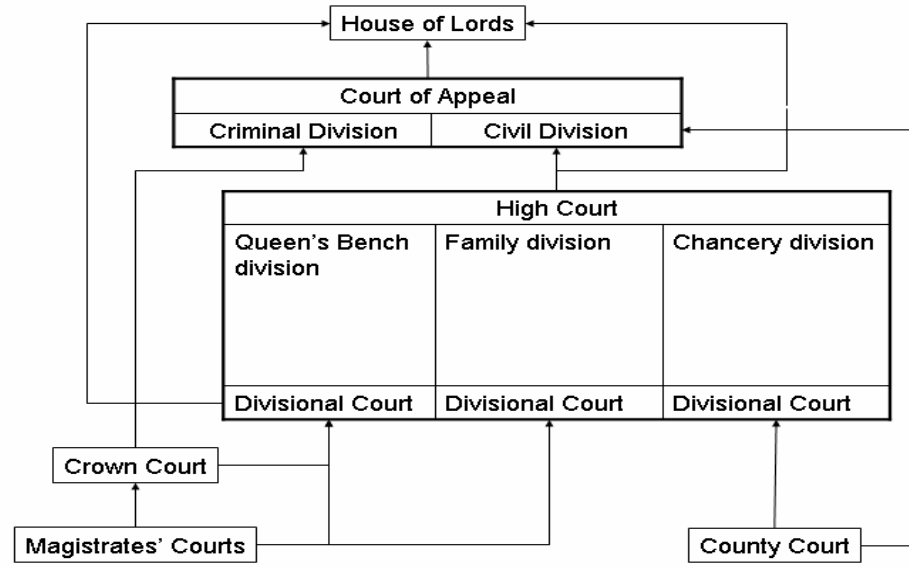 House of Lords
Court of Appeal
Criminal Division
Civil Division
High Court
Queen's Bench
division
Family division
Chancery division
Divisional Court
Divisional Court
Divisional Court
Crown Court
Magistrates' Courts
County Court